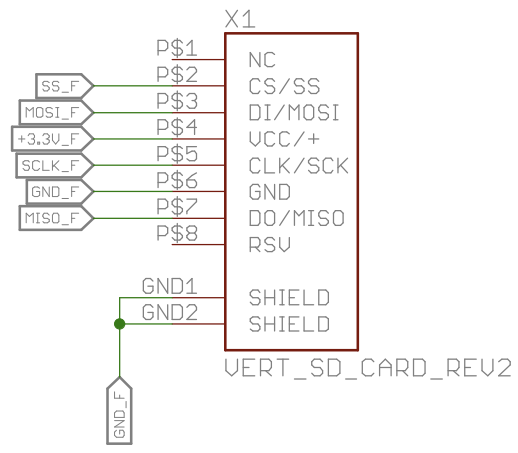 X1
P$1 NC
SS_F P$2 CS/SS
MOSI_F P$3 DI/MOSI
+3.3V_F P$4 VCC/+
SCLK_F P$5 CLK/SCK
GND_F P$6 GND
MISO_F P$7 DO/MISO
P$8 RSV
GND1 SHIELD
GND2 SHIELD
VERT_SD_CARD_REV2
GND_F